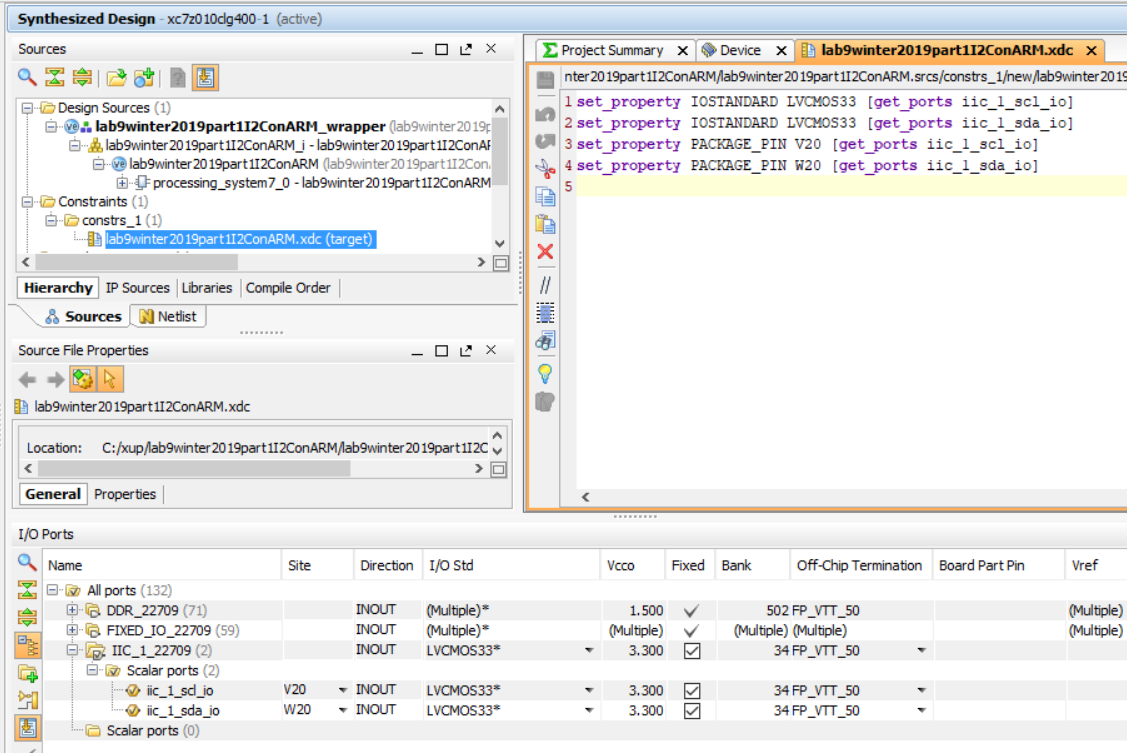 Synthesized Design - xc7z010clg400-1 (active)
Sources
Design Sources (1)
lab9winter2019part1I2ConARM_wrapper (lab9winter2019p
lab9winter2019part1I2ConARM_i - lab9winter2019part1I2ConAF
lab9winter2019part1I2ConARM (lab9winter2019part1I2Con.
processing_system7_0 - lab9winter2019part1I2ConARM
Constraints (1)
constrs_1 (1)
lab9winter2019part1I2ConARM.xdc (target)
Hierarchy IP Sources Libraries Compile Order
Sources Netlist
Source File Properties
lab9winter2019part1I2ConARM.xdc
Location: C:/xup/lab9winter2019part1I2ConARM/lab9winter2019part1I2C
General Properties
Project Summary Device lab9winter2019part1I2ConARM.xdc
nter2019part1I2ConARM/lab9winter2019part1I2ConARM.srcs/constrs_1/new/lab9winter2019
1 set_property IOSTANDARD LVCMOS33 [get_ports iic_1_scl_io]
2 set_property IOSTANDARD LVCMOS33 [get_ports iic_1_sda_io]
3 set_property PACKAGE_PIN V20 [get_ports iic_1_scl_io]
4 set_property PACKAGE_PIN W20 [get_ports iic_1_sda_io]
5
I/O Ports
Name Site Direction I/O Std Vcco Fixed Bank Off-Chip Termination Board Part Pin Vref
All ports (132)
DDR_22709 (71) INOUT (Multiple)* 1.500 502 FP_VTT_50 (Multiple)
FIXED_IO_22709 (59) INOUT (Multiple)* (Multiple) (Multiple) (Multiple) (Multiple)
IIC_1_22709 (2) INOUT LVCMOS33* 3.300 34 FP_VTT_50
Scalar ports (2)
iic_1_scl_io V20 INOUT LVCMOS33* 3.300 34 FP_VTT_50
iic_1_sda_io W20 INOUT LVCMOS33* 3.300 34 FP_VTT_50
Scalar ports (0)